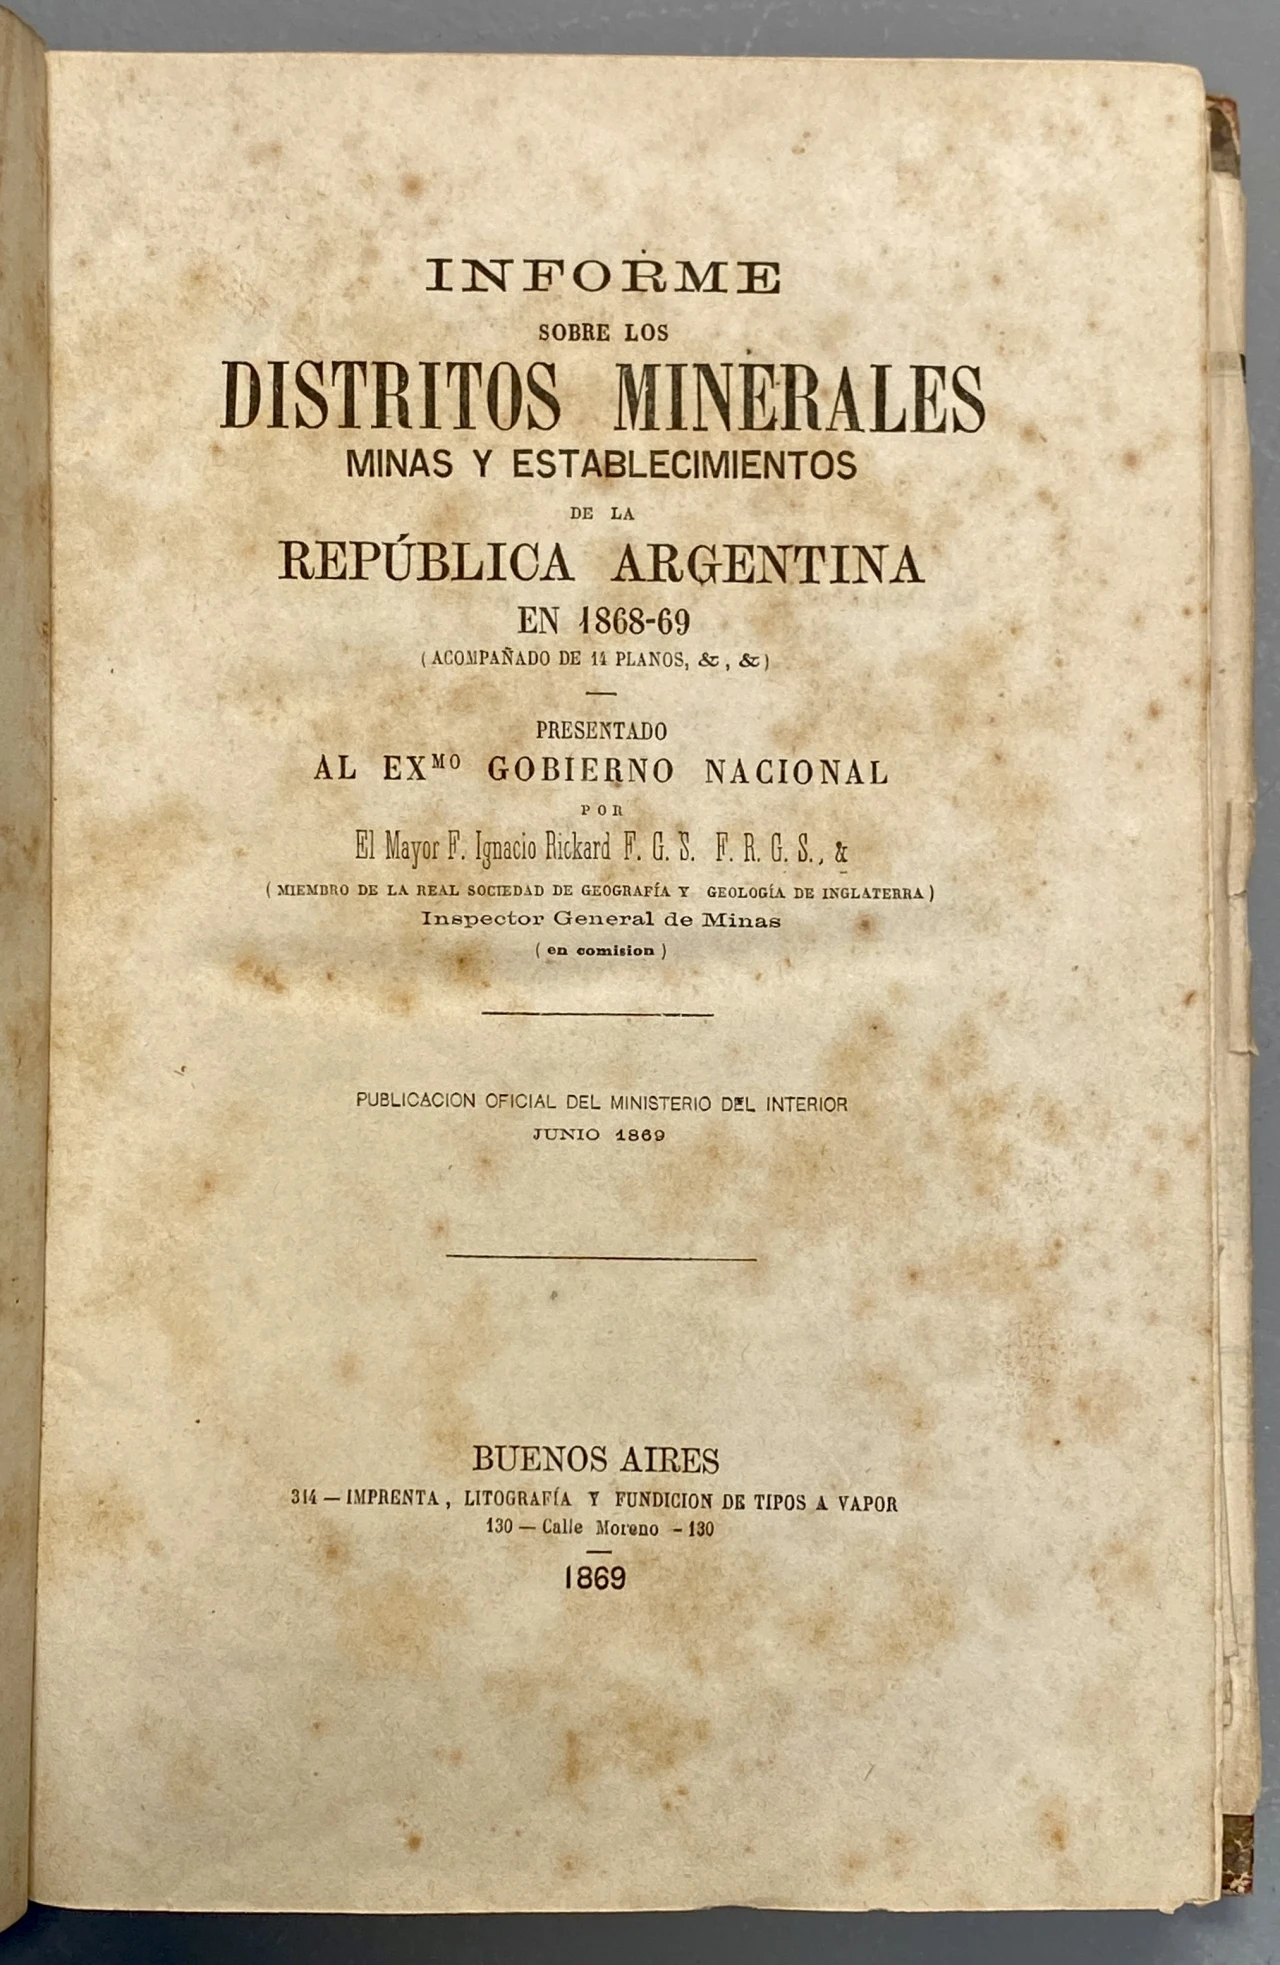 INFORME
SOBRE LOS
DISTRITOS MINERALES
MINAS Y ESTABLECIMIENTOS
DE LA
REPÚBLICA ARGENTINA
EN 1868-69
(ACOMPAÑADO DE 14 PLANOS, &, &)
PRESENTADO
AL EXMO GOBIERNO NACIONAL
POR
El Mayor F. Ignacio Rickard F. G. S. F. R. G. S., &
(MIEMBRO DE LA REAL SOCIEDAD DE GEOGRAFÍA Y GEOLOGÍA DE INGLATERRA)
Inspector General de Minas
(en comision)
PUBLICACION OFICIAL DEL MINISTERIO DEL INTERIOR
JUNIO 1869
BUENOS AIRES
314 — IMPRENTA, LITOGRAFÍA Y FUNDICION DE TIPOS A VAPOR
130 — Calle Moreno - 130
1869